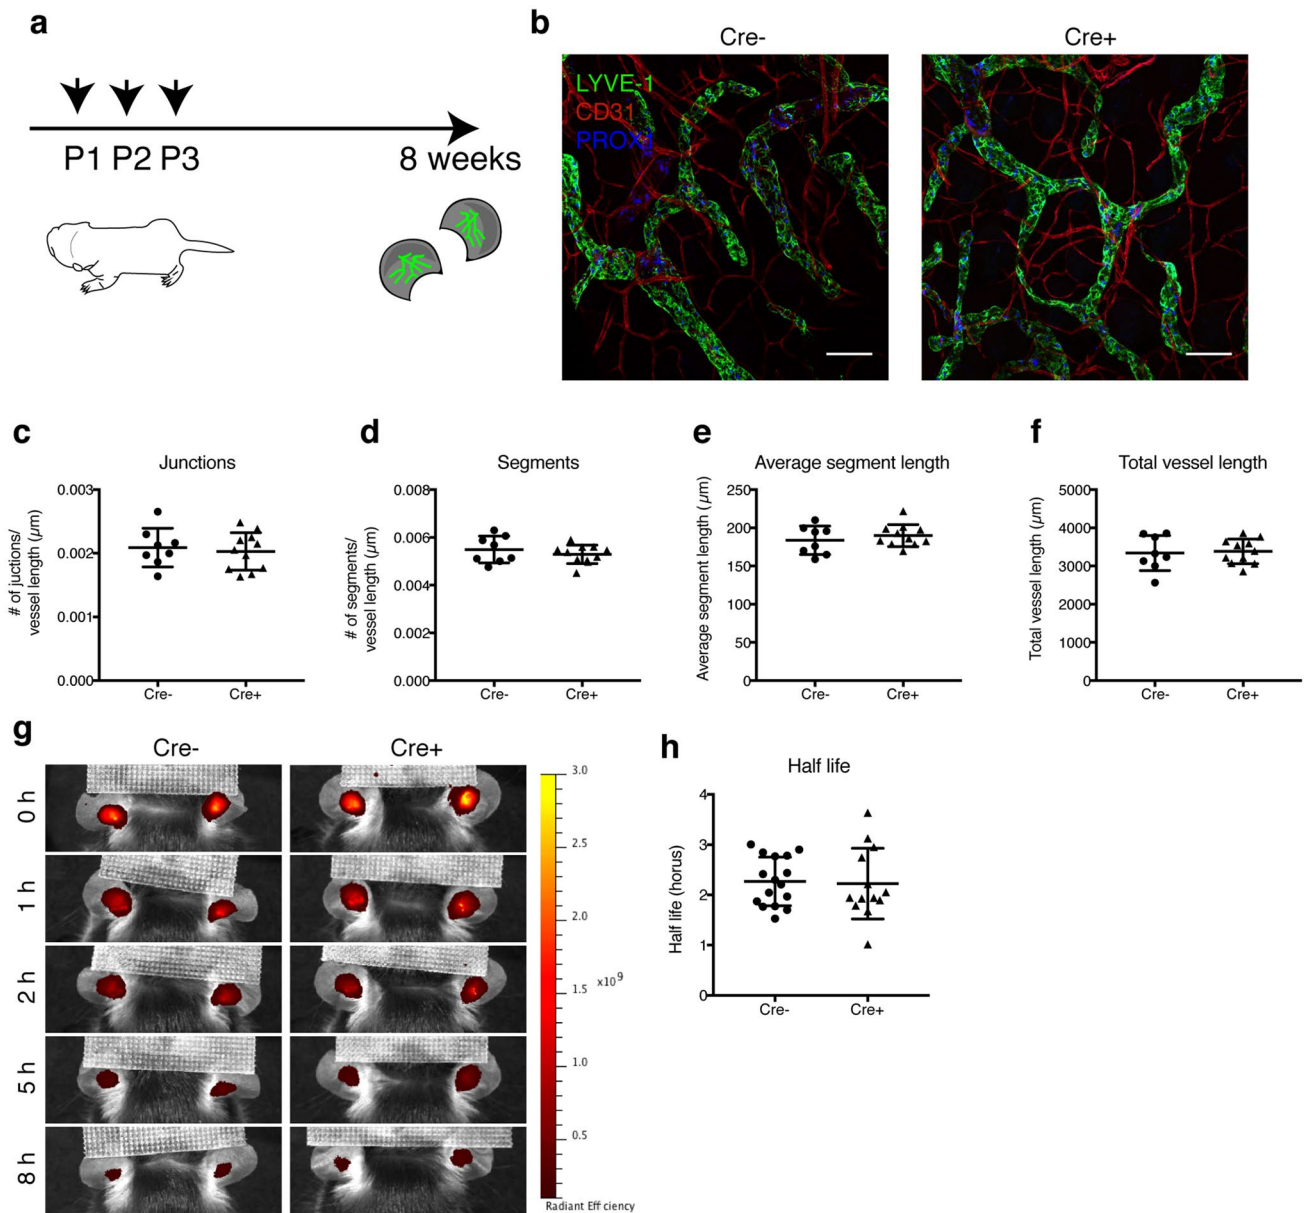 a
P1 P2 P3
8 weeks
b
Cre-
Cre+
LYVE-1
CD31
PROX1
c
Junctions
# of juctions/
vessel length (µm)
0.003
0.002
0.001
0.000
Cre-
Cre+
d
Segments
# of segments/
vessel length (µm)
0.008
0.006
0.004
0.002
0.000
Cre-
Cre+
e
Average segment length
Average segment length (µm)
250
200
150
100
50
0
Cre-
Cre+
f
Total vessel length
Total vessel length (µm)
5000
4000
3000
2000
1000
0
Cre-
Cre+
g
Cre-
Cre+
0 h
1 h
2 h
5 h
8 h
3.0
2.5
2.0
1.5
x10⁹
1.0
0.5
Radiant Efficiency
h
Half life
Half life (horus)
4
3
2
1
0
Cre-
Cre+